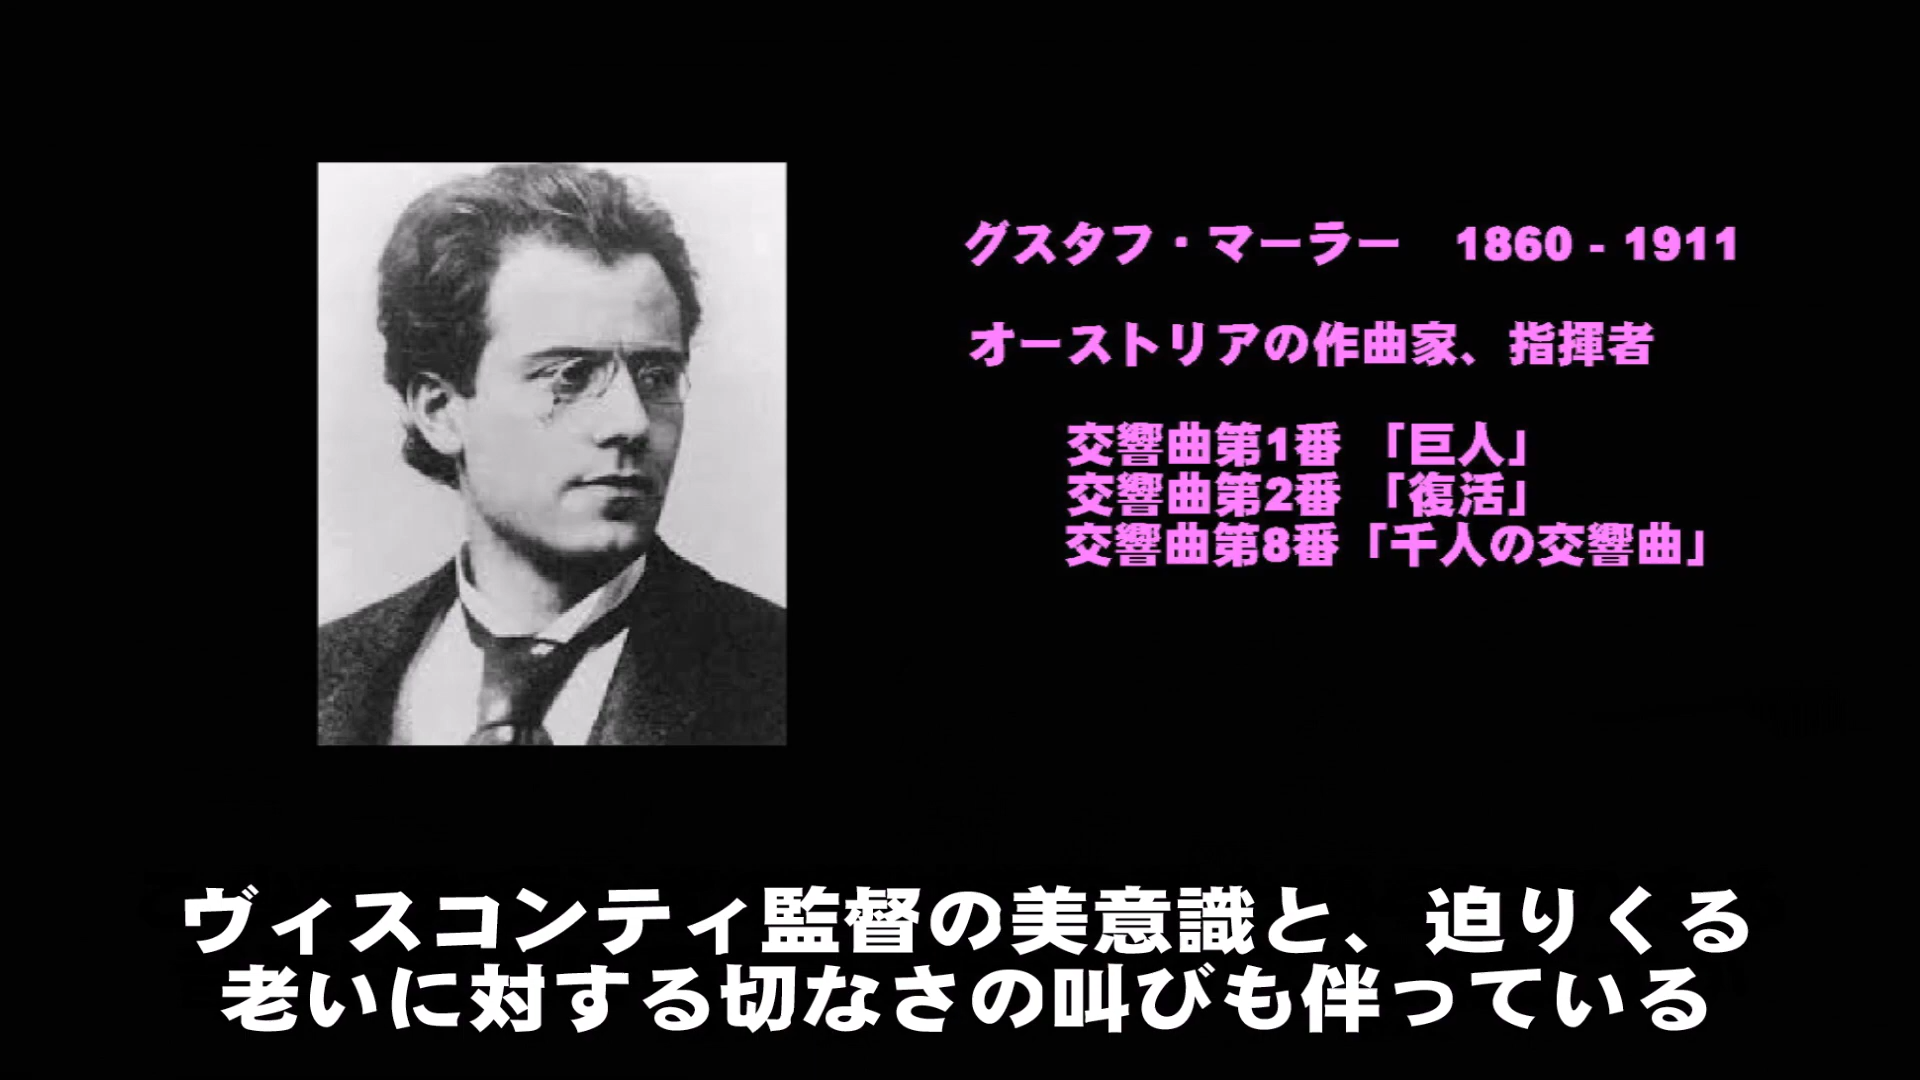 グスタフ・マーラー　1860 - 1911
オーストリアの作曲家、指揮者
交響曲第1番 「巨人」
交響曲第2番 「復活」
交響曲第8番「千人の交響曲」
ヴィスコンティ監督の美意識と、迫りくる
老いに対する切なさの叫びも伴っている